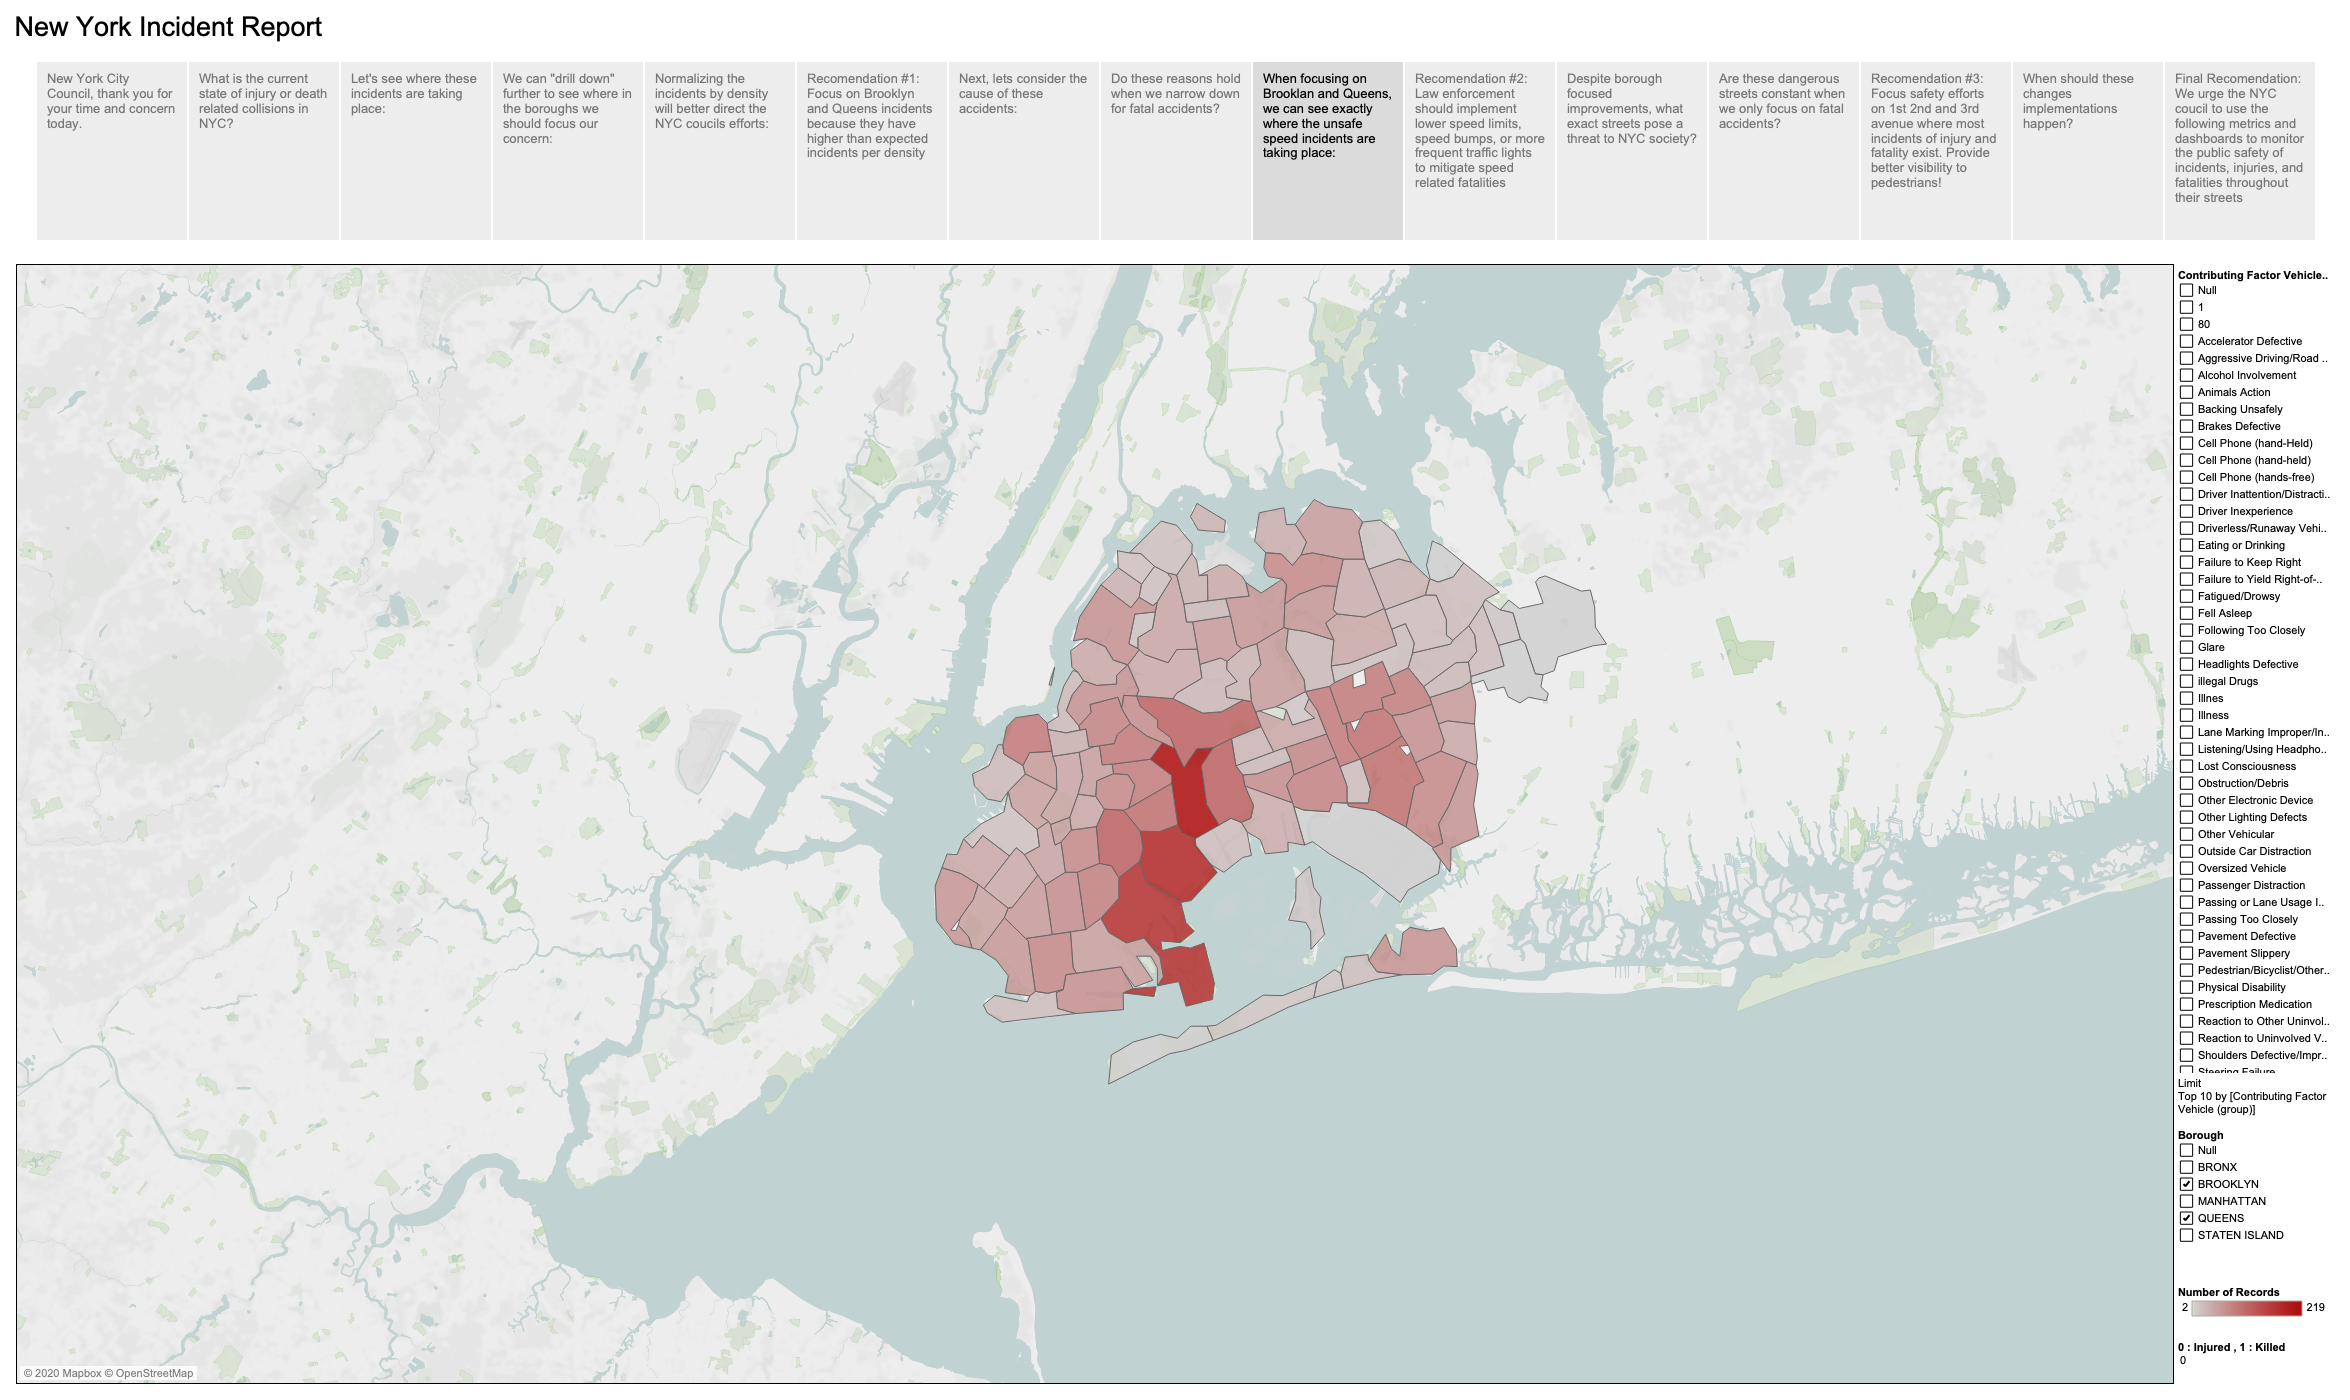 New York Incident Report
New York City
Council, thank you for
your time and concern
today.
What is the current
state of injury or death
related collisions in
NYC?
Let's see where these
incidents are taking
place:
We can "drill down"
further to see where in
the boroughs we
should focus our
concern:
Normalizing the
incidents by density
will better direct the
NYC coucils efforts:
Recomendation #1:
Focus on Brooklyn
and Queens incidents
because they have
higher than expected
incidents per density
Next, lets consider the
cause of these
accidents:
Do these reasons hold
when we narrow down
for fatal accidents?
When focusing on
Brooklan and Queens,
we can see exactly
where the unsafe
speed incidents are
taking place:
Recomendation #2:
Law enforcement
should implement
lower speed limits,
speed bumps, or more
frequent traffic lights
to mitigate speed
related fatalities
Despite borough
focused
improvements, what
exact streets pose a
threat to NYC society?
Are these dangerous
streets constant when
we only focus on fatal
accidents?
Recomendation #3:
Focus safety efforts
on 1st 2nd and 3rd
avenue where most
incidents of injury and
fatality exist. Provide
better visibility to
pedestrians!
When should these
changes
implementations
happen?
Final Recomendation:
We urge the NYC
coucil to use the
following metrics and
dashboards to monitor
the public safety of
incidents, injuries, and
fatalities throughout
their streets
Contributing Factor Vehicle..
Null
1
80
Accelerator Defective
Aggressive Driving/Road ..
Alcohol Involvement
Animals Action
Backing Unsafely
Brakes Defective
Cell Phone (hand-Held)
Cell Phone (hand-held)
Cell Phone (hands-free)
Driver Inattention/Distracti..
Driver Inexperience
Driverless/Runaway Vehi..
Eating or Drinking
Failure to Keep Right
Failure to Yield Right-of-..
Fatigued/Drowsy
Fell Asleep
Following Too Closely
Glare
Headlights Defective
illegal Drugs
Illnes
Illness
Lane Marking Improper/In..
Listening/Using Headpho..
Lost Consciousness
Obstruction/Debris
Other Electronic Device
Other Lighting Defects
Other Vehicular
Outside Car Distraction
Oversized Vehicle
Passenger Distraction
Passing or Lane Usage I..
Passing Too Closely
Pavement Defective
Pavement Slippery
Pedestrian/Bicyclist/Other..
Physical Disability
Prescription Medication
Reaction to Other Uninvol..
Reaction to Uninvolved V..
Shoulders Defective/Impr..
Steering Failure
Limit
Top 10 by [Contributing Factor
Vehicle (group)]
Borough
Null
BRONX
BROOKLYN
MANHATTAN
QUEENS
STATEN ISLAND
Number of Records
2 219
0 : Injured , 1 : Killed
0
© 2020 Mapbox © OpenStreetMap